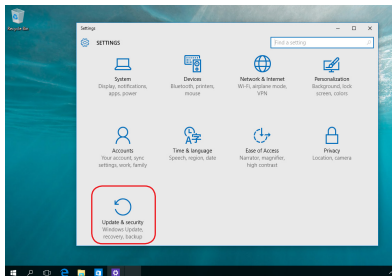 Recycle Bin
Settings
SETTINGS
Find a setting
System
Display, notifications,
apps, power
Devices
Bluetooth, printers,
mouse
Network & Internet
Wi-Fi, airplane mode,
VPN
Personalization
Background, lock
screen, colors
Accounts
Your account, sync
settings, work, family
Time & language
Speech, region, date
Ease of Access
Narrator, magnifier,
high contrast
Privacy
Location, camera
Update & security
Windows Update,
recovery, backup